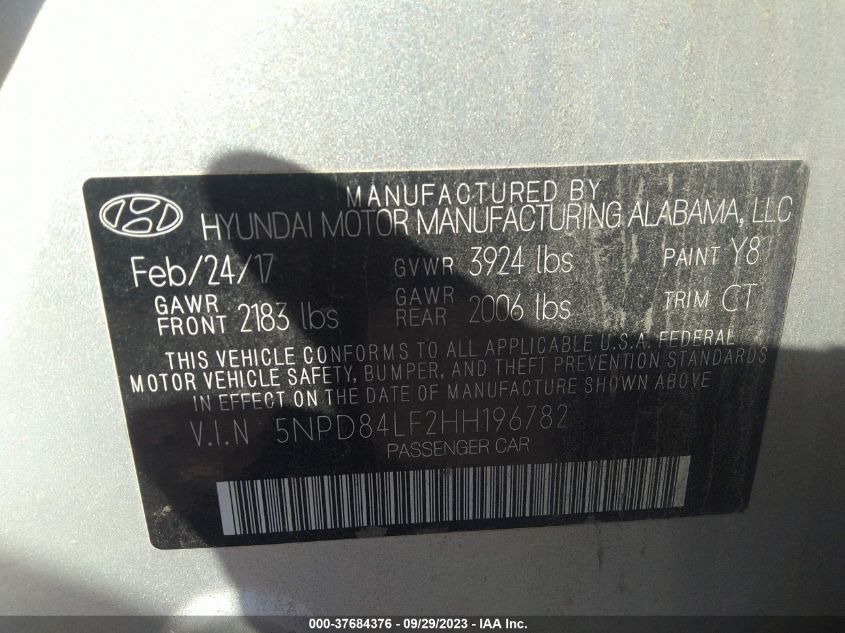 MANUFACTURED BY
HYUNDAI MOTOR MANUFACTURING ALABAMA, LLC
Feb/24/17 GVWR 3924 lbs PAINT Y8
GAWR FRONT 2183 lbs GAWR REAR 2006 lbs TRIM CT
THIS VEHICLE CONFORMS TO ALL APPLICABLE U.S.A. FEDERAL
MOTOR VEHICLE SAFETY, BUMPER, AND THEFT PREVENTION STANDARDS
IN EFFECT ON THE DATE OF MANUFACTURE SHOWN ABOVE
V.I.N 5NPD84LF2HH196782
PASSENGER CAR
000-37684376 - 09/29/2023 - IAA Inc.